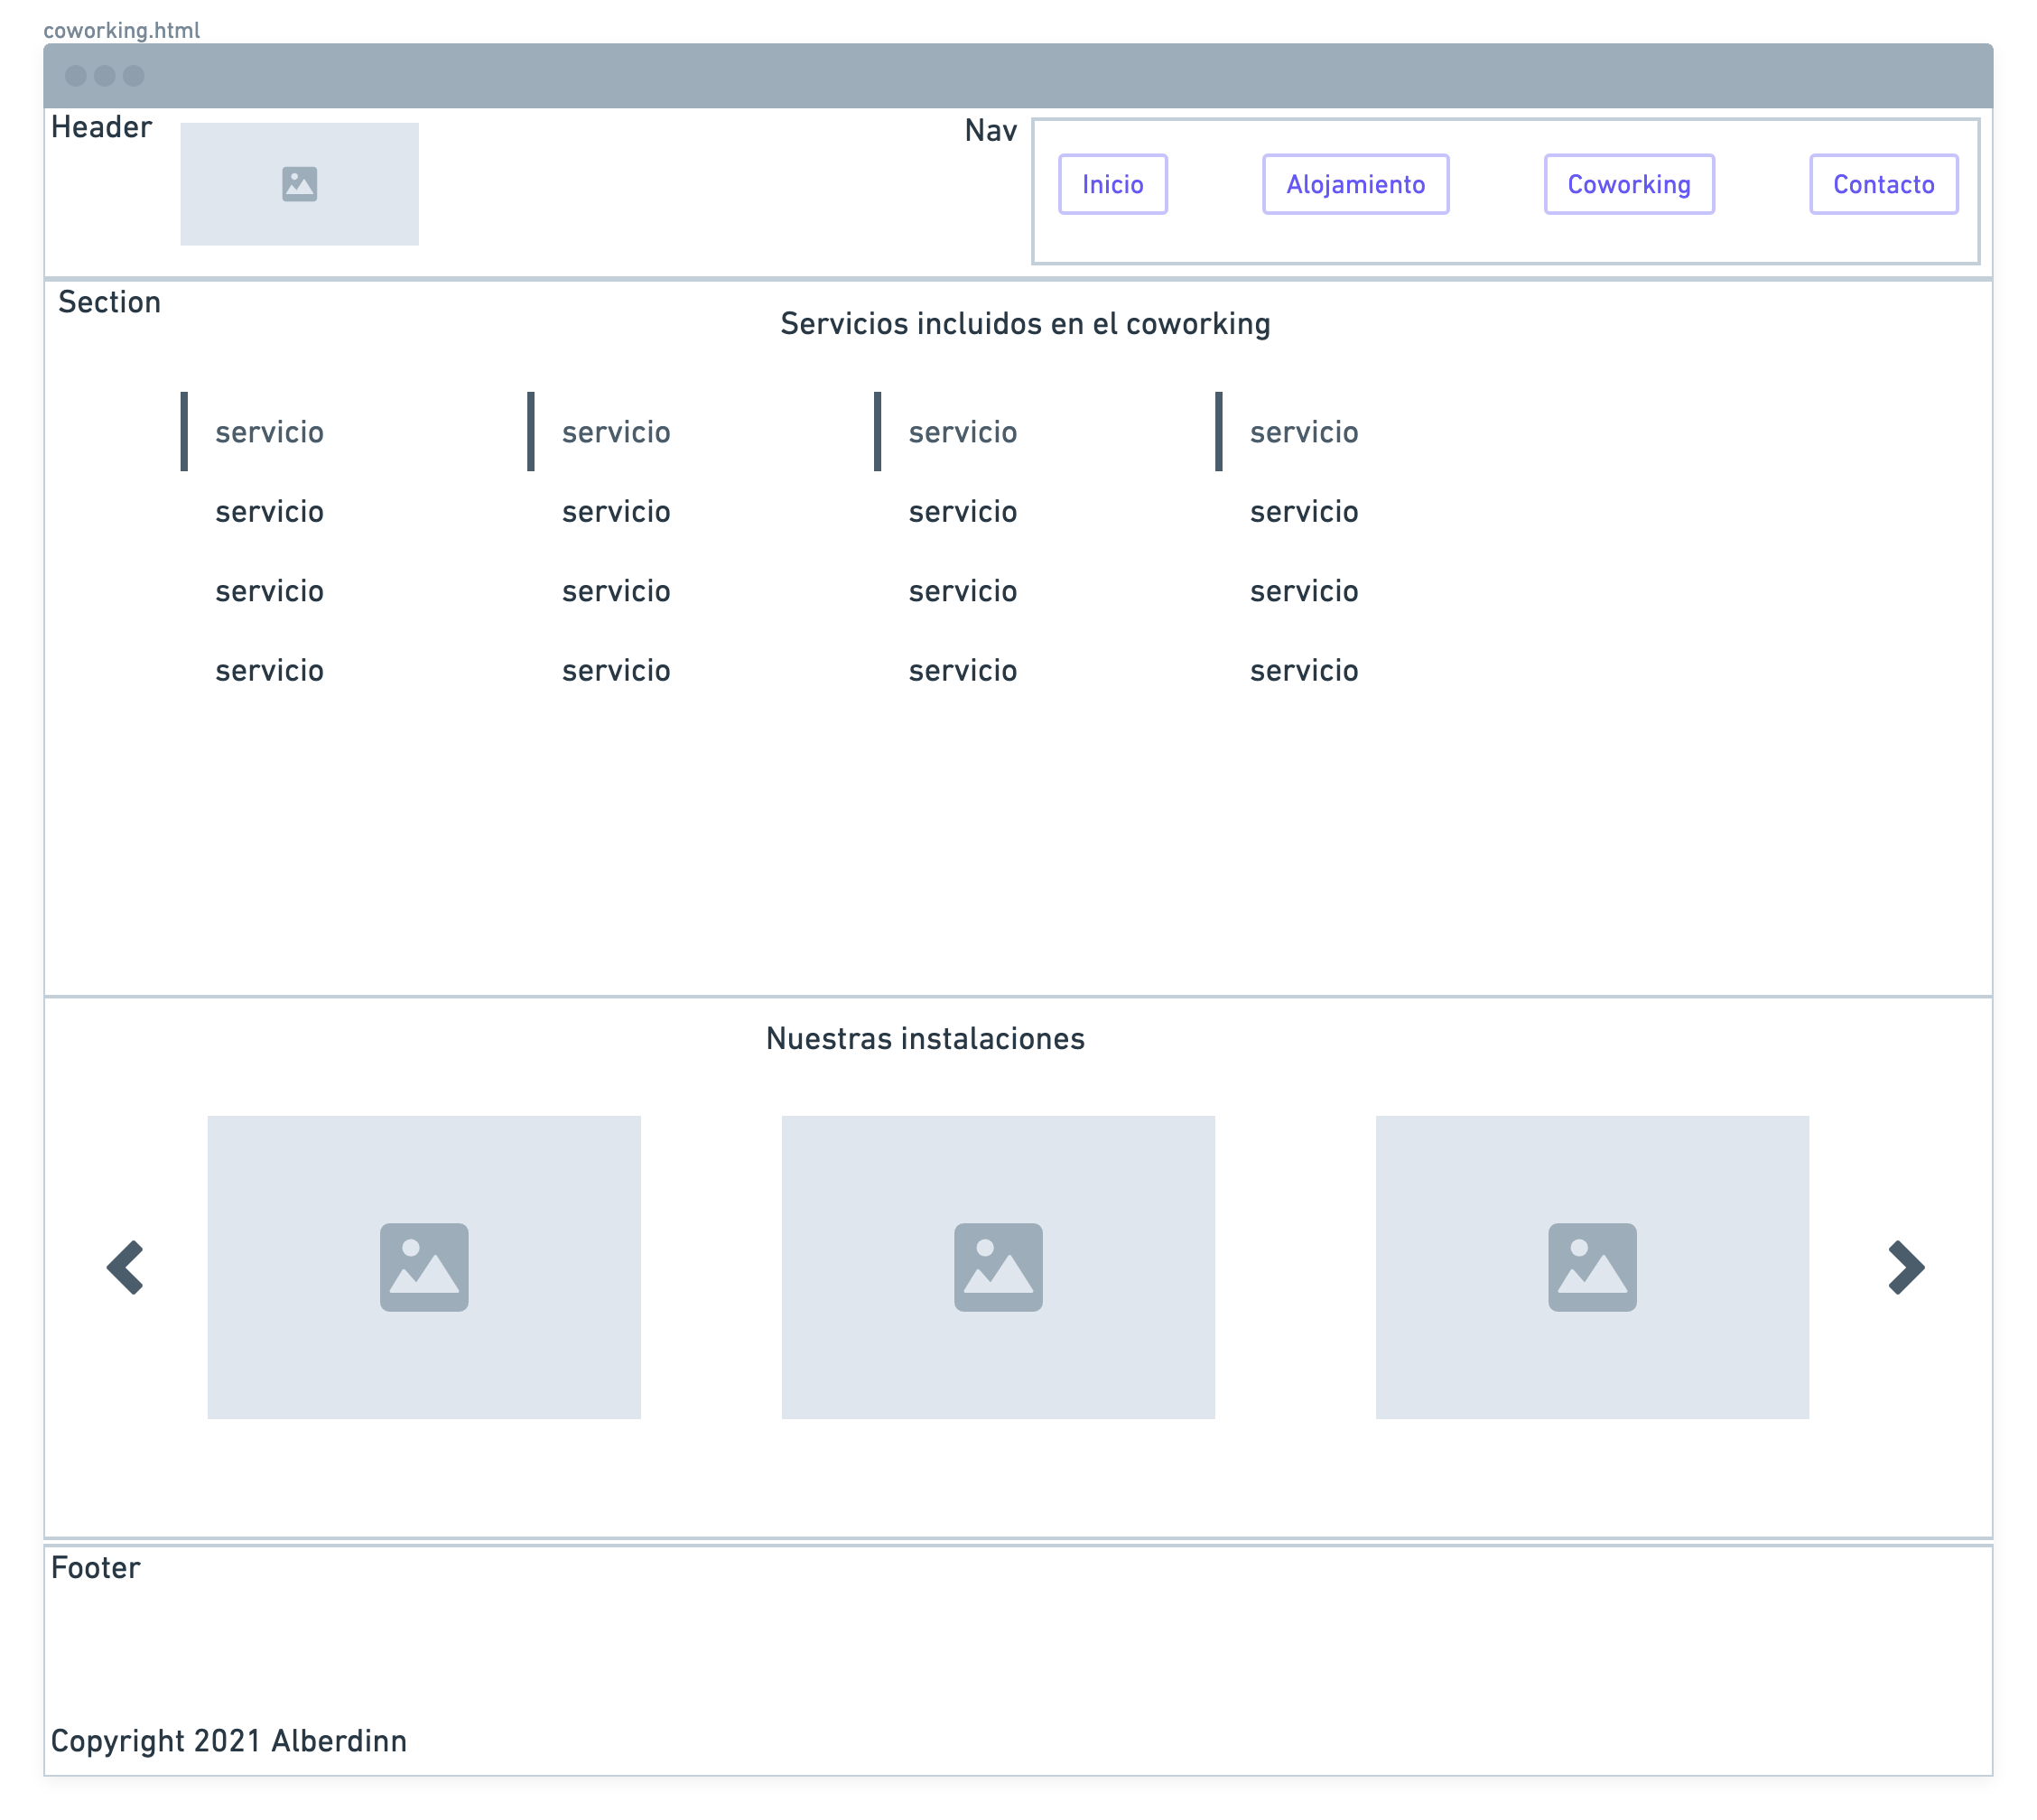 coworking.html
Header
Nav
Inicio Alojamiento Coworking Contacto
Section
Servicios incluidos en el coworking
servicio servicio servicio servicio
servicio servicio servicio servicio
servicio servicio servicio servicio
servicio servicio servicio servicio
Nuestras instalaciones
Footer
Copyright 2021 Alberdinn